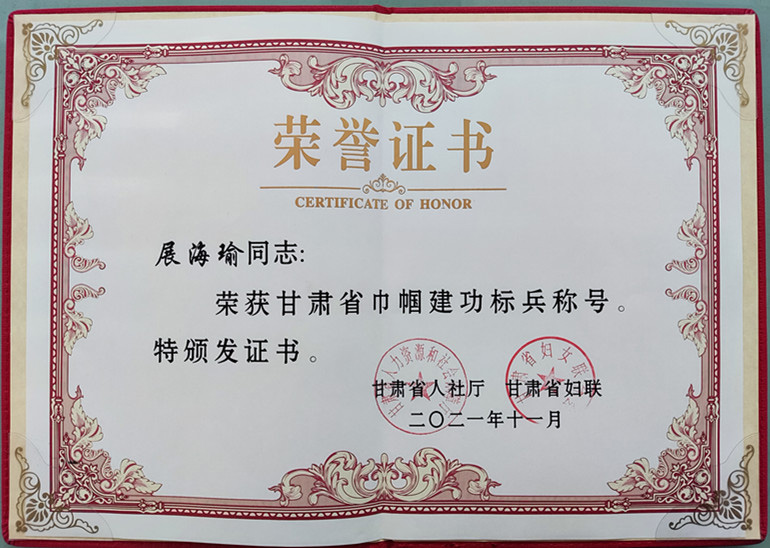 荣誉证书
CERTIFICATE OF HONOR
展海瑜同志:
荣获甘肃省巾帼建功标兵称号。
特颁发证书。
甘肃省人社厅 甘肃省妇联
二〇二一年十一月